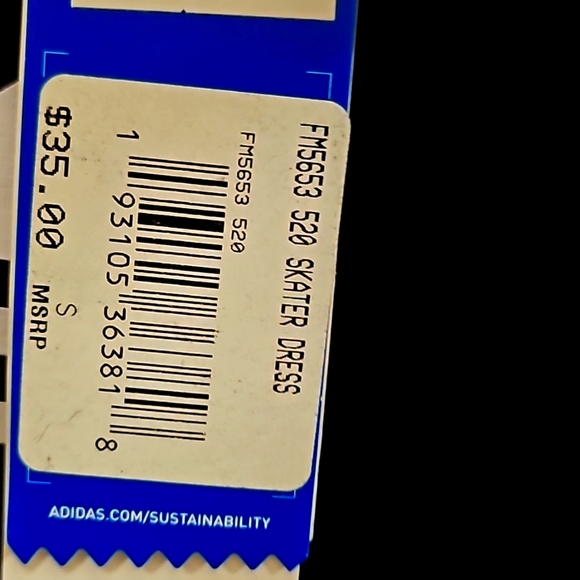 FM5653 520 SKATER DRESS
FM5653 520
1 93105 36381 8
S
$35.00 MSRP
ADIDAS.COM/SUSTAINABILITY